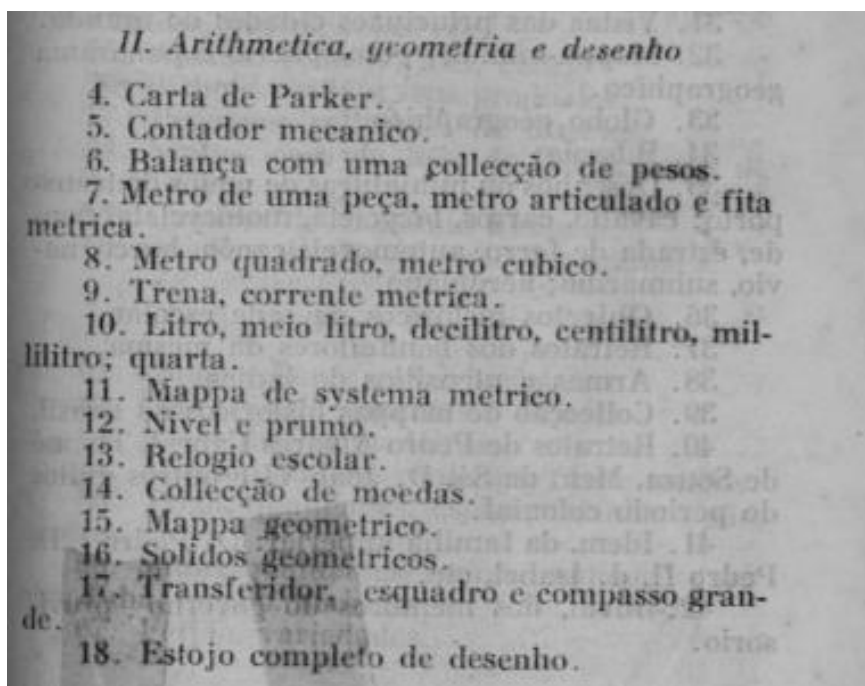 II. Arithmetica, geometria e desenho
4. Carta de Parker.
5. Contador mecanico.
6. Balança com uma collecção de pesos.
7. Metro de uma peça, metro articulado e fita
metrica.
8. Metro quadrado, metro cubico.
9. Trena, corrente metrica.
10. Litro, meio litro, decilitro, centilitro, mil-
lilitro; quarta.
11. Mappa de systema metrico.
12. Nivel e prumo.
13. Relogio escolar.
14. Collecção de moedas.
15. Mappa geometrico.
16. Solidos geometricos.
17. Transferidor, esquadro e compasso gran-
de.
18. Estojo completo de desenho.